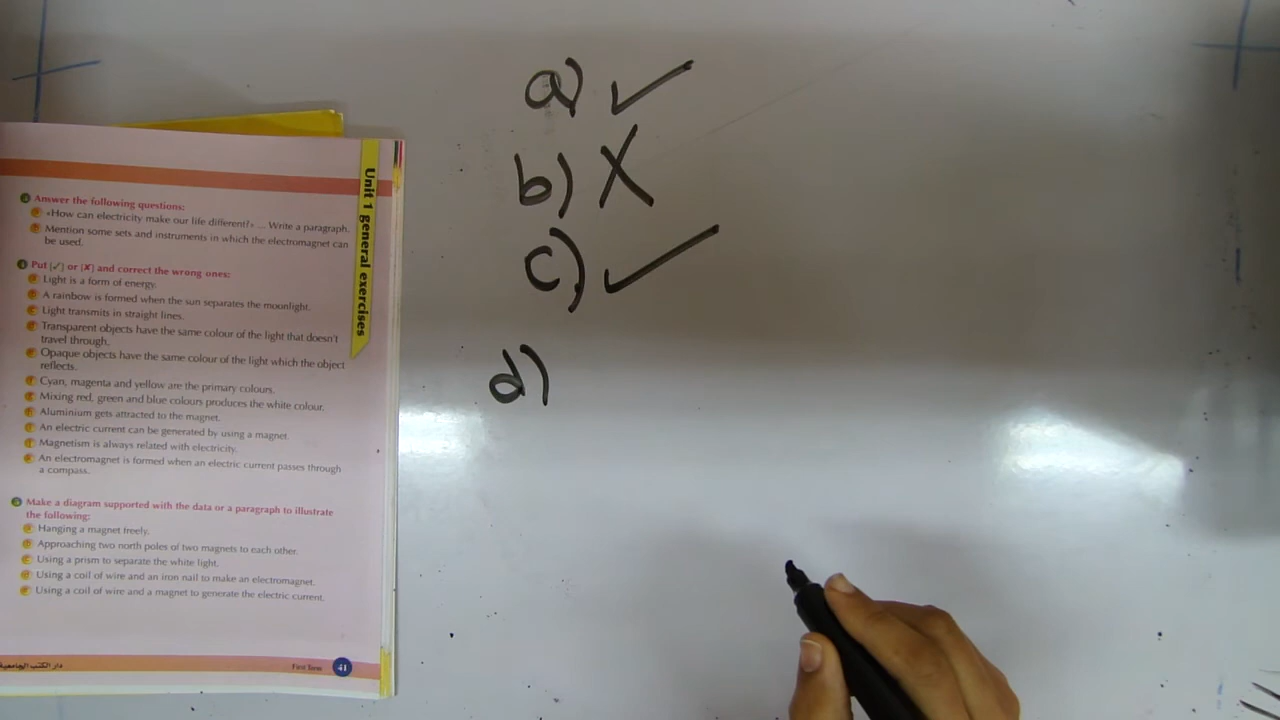 a) ✓
b) X
c) ✓
d)
Unit 1 general exercises
3 Answer the following questions:
a «How can electricity make our life different?» ... Write a paragraph.
b Mention some sets and instruments in which the electromagnet can
be used.
4 Put (✓) or (✗) and correct the wrong ones:
a Light is a form of energy.
b A rainbow is formed when the sun separates the moonlight.
c Light transmits in straight lines.
d Transparent objects have the same colour of the light that doesn't
travel through.
e Opaque objects have the same colour of the light which the object
reflects.
f Cyan, magenta and yellow are the primary colours.
g Mixing red, green and blue colours produces the white colour.
h Aluminium gets attracted to the magnet.
i An electric current can be generated by using a magnet.
j Magnetism is always related with electricity.
k An electromagnet is formed when an electric current passes through
a compass.
5 Make a diagram supported with the data or a paragraph to illustrate
the following:
a Hanging a magnet freely.
b Approaching two north poles of two magnets to each other.
c Using a prism to separate the white light.
d Using a coil of wire and an iron nail to make an electromagnet.
e Using a coil of wire and a magnet to generate the electric current.
دار الكتب الجامعية
First Term 41